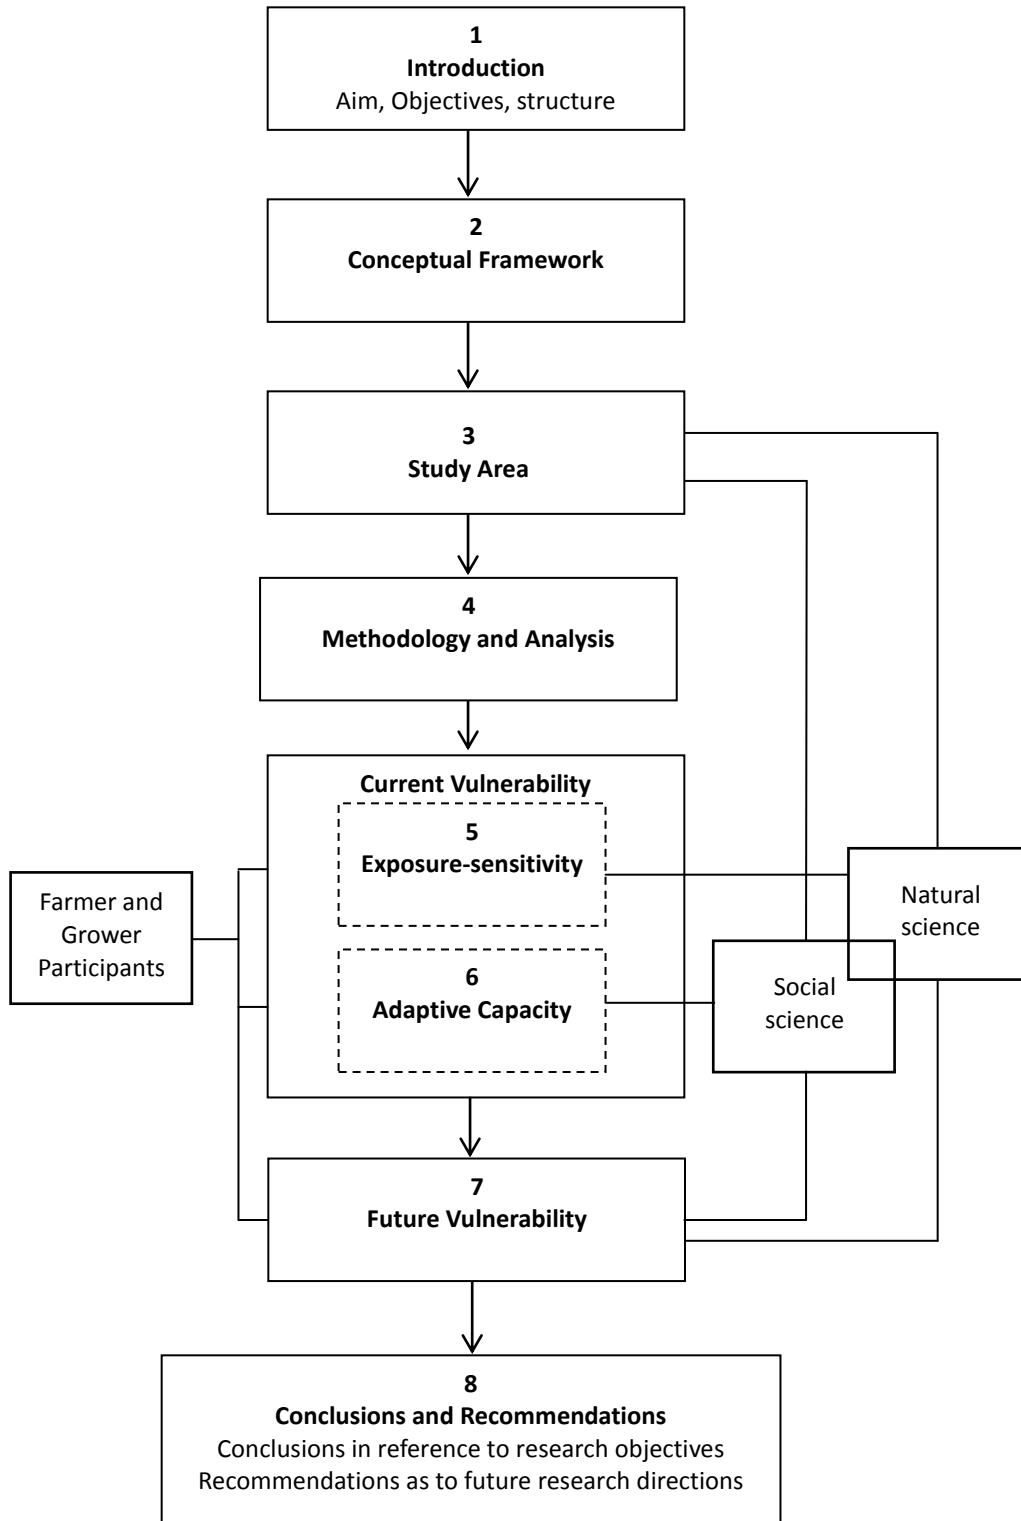 1
Introduction
Aim, Objectives, structure
2
Conceptual Framework
3
Study Area
4
Methodology and Analysis
Current Vulnerability
5
Exposure-sensitivity
6
Adaptive Capacity
Farmer and
Grower
Participants
Natural
science
Social
science
7
Future Vulnerability
8
Conclusions and Recommendations
Conclusions in reference to research objectives
Recommendations as to future research directions